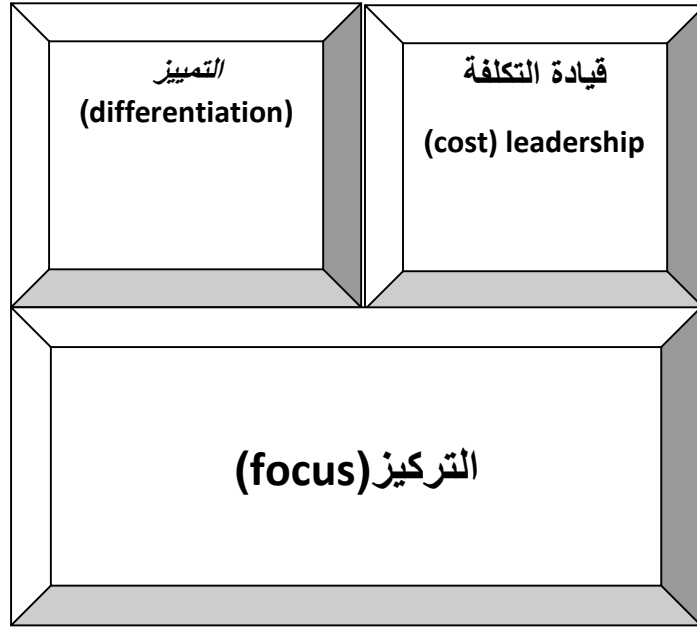 التمييز
(differentiation)
قيادة التكلفة
(cost) leadership
التركيز(focus)